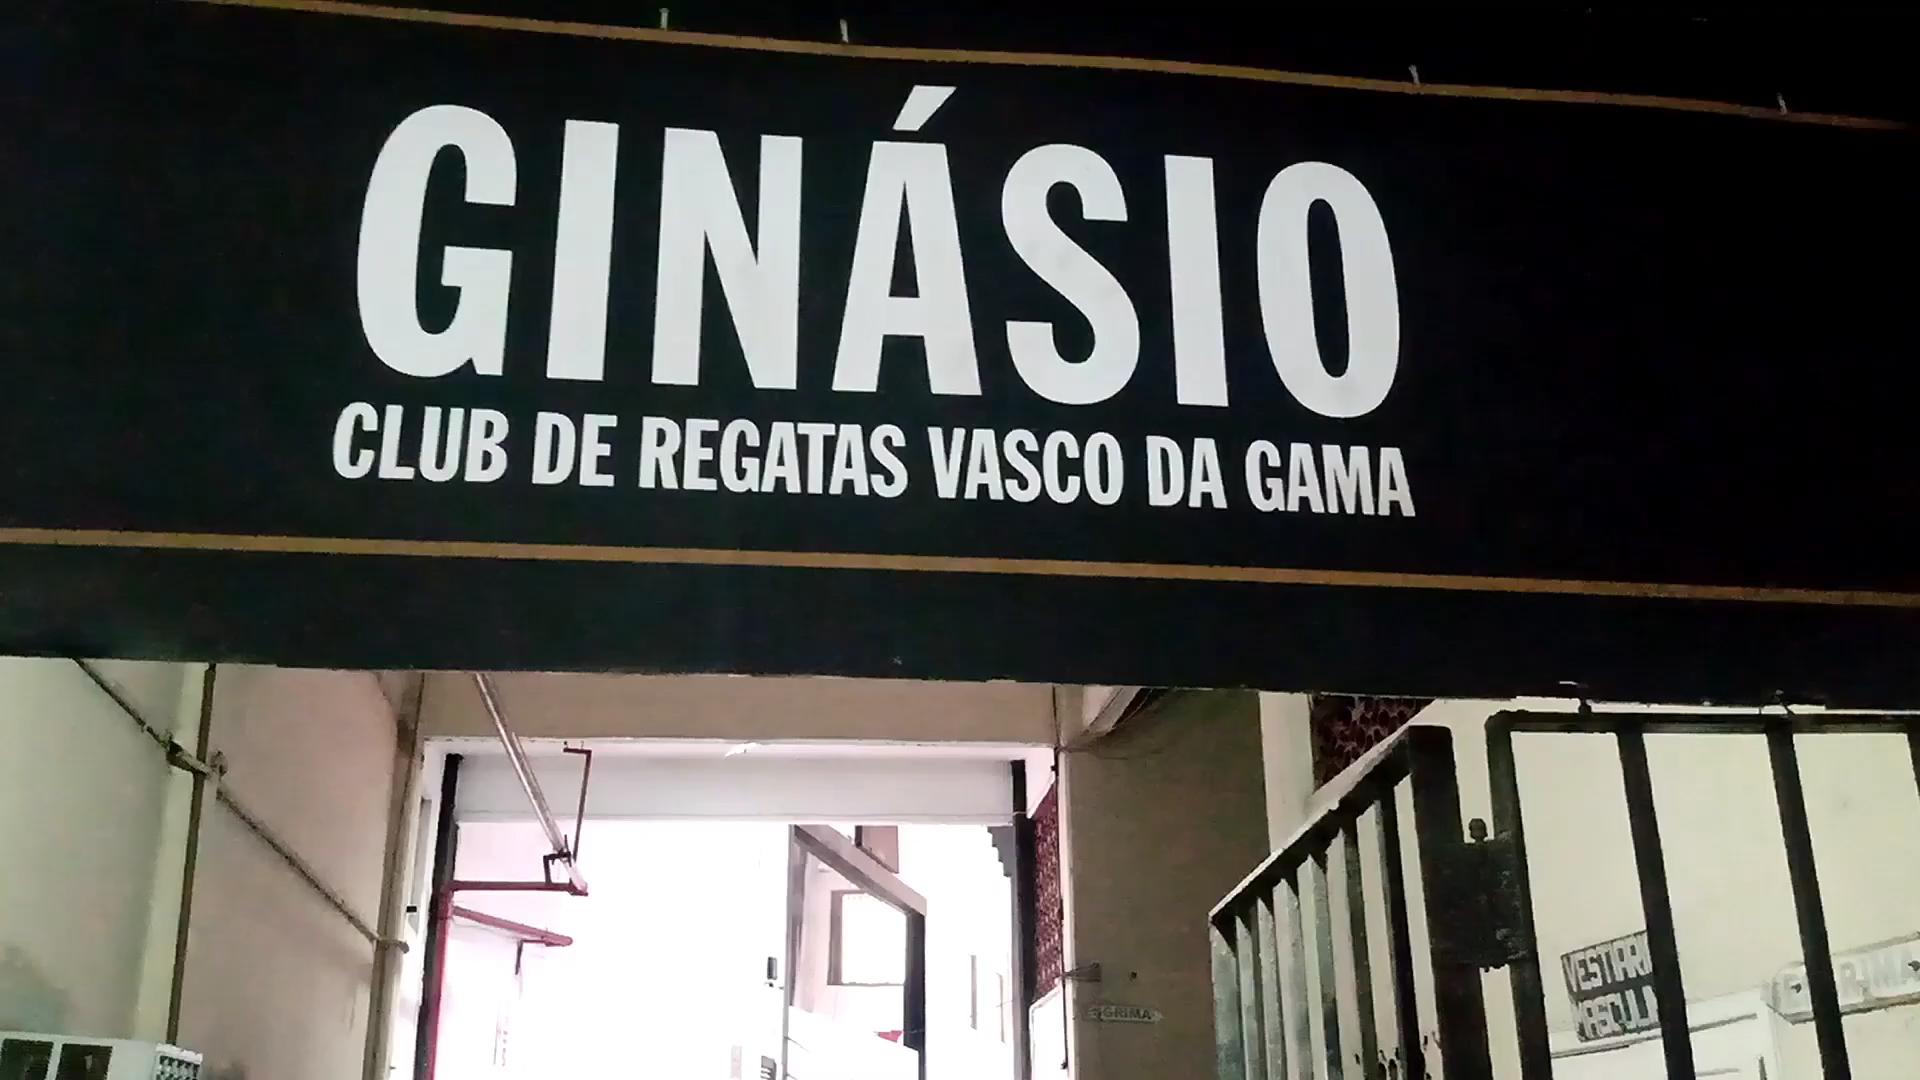 GINÁSIO
CLUB DE REGATAS VASCO DA GAMA
ESGRIMA